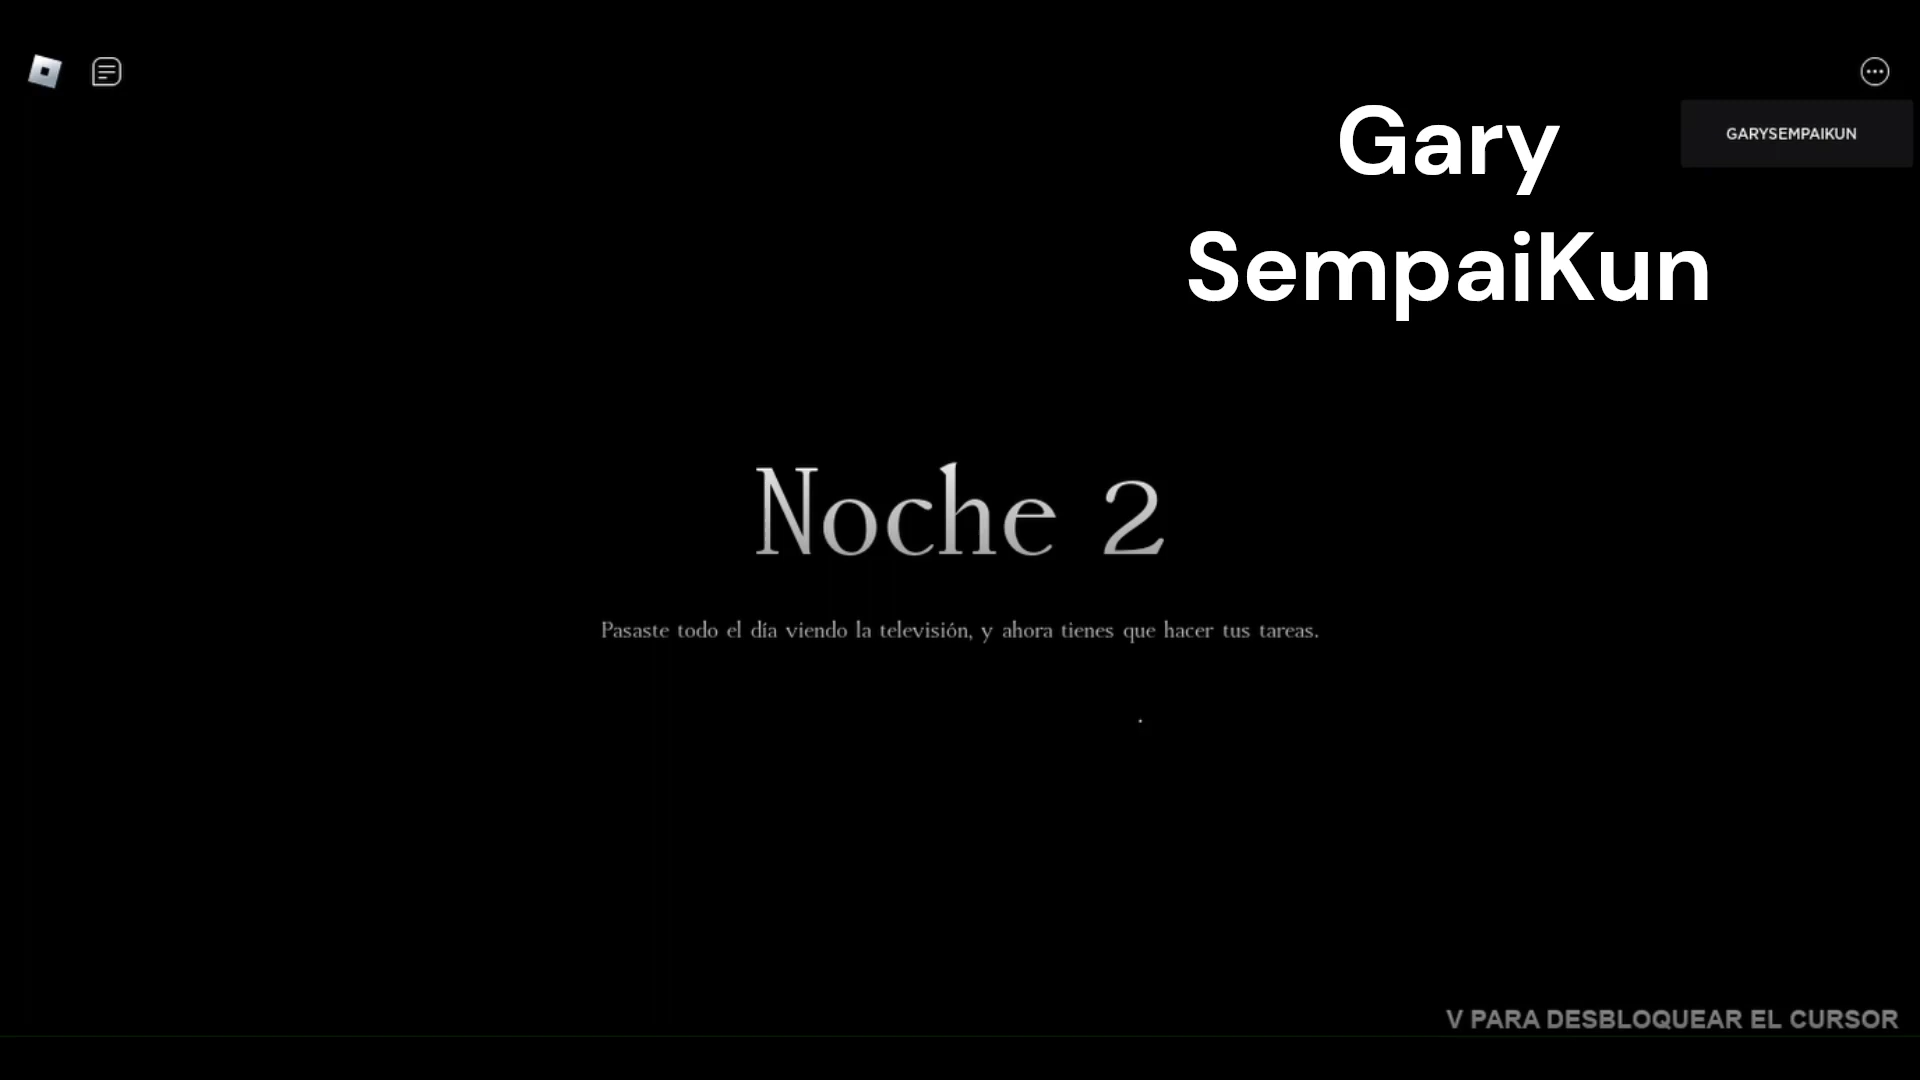 Gary
SempaiKun
GARYSEMPAIKUN
Noche 2
Pasaste todo el día viendo la televisión, y ahora tienes que hacer tus tareas.
V PARA DESBLOQUEAR EL CURSOR